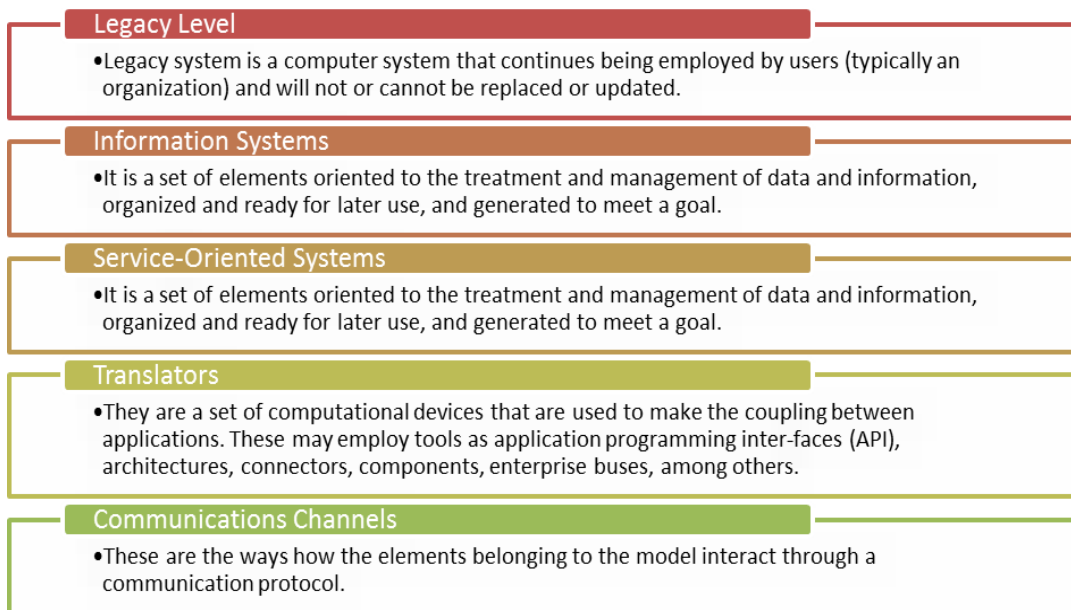 Legacy Level
•Legacy system is a computer system that continues being employed by users (typically an
organization) and will not or cannot be replaced or updated.
Information Systems
•It is a set of elements oriented to the treatment and management of data and information,
organized and ready for later use, and generated to meet a goal.
Service-Oriented Systems
•It is a set of elements oriented to the treatment and management of data and information,
organized and ready for later use, and generated to meet a goal.
Translators
•They are a set of computational devices that are used to make the coupling between
applications. These may employ tools as application programming inter-faces (API),
architectures, connectors, components, enterprise buses, among others.
Communications Channels
•These are the ways how the elements belonging to the model interact through a
communication protocol.